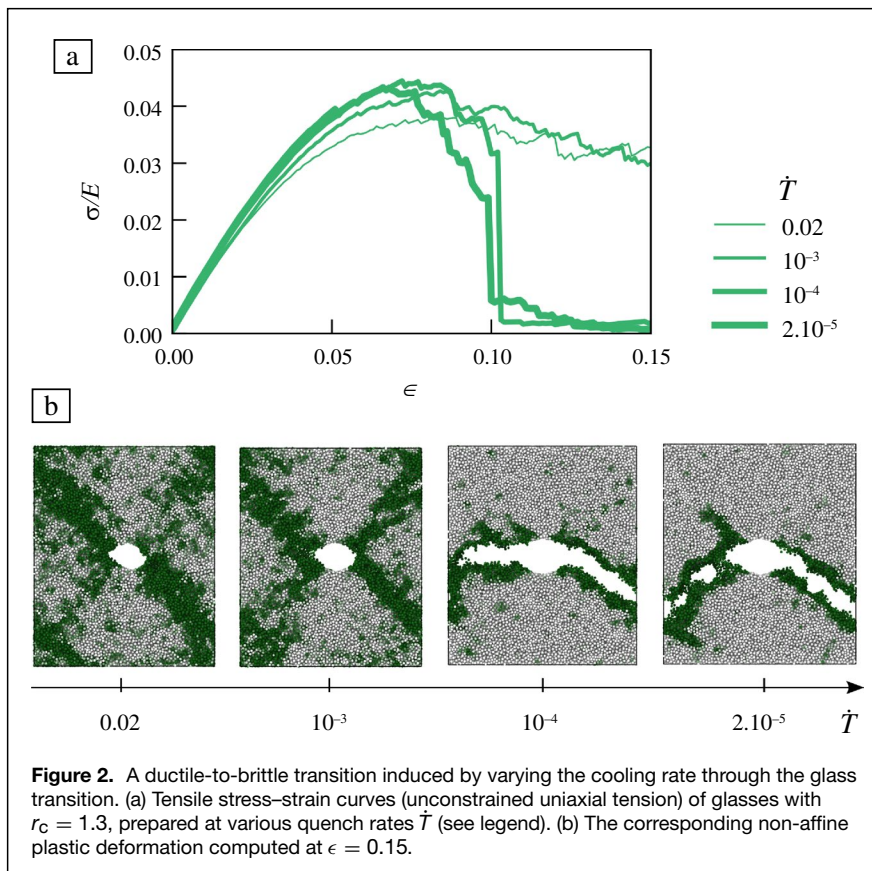 a
0.05
0.04
0.03
0.02
0.01
0.00
σ/E
0.00 0.05 0.10 0.15
ϵ
Ṫ
0.02
10⁻³
10⁻⁴
2.10⁻⁵
b
0.02 10⁻³ 10⁻⁴ 2.10⁻⁵ Ṫ
Figure 2. A ductile-to-brittle transition induced by varying the cooling rate through the glass
transition. (a) Tensile stress–strain curves (unconstrained uniaxial tension) of glasses with
r_c = 1.3, prepared at various quench rates Ṫ (see legend). (b) The corresponding non-affine
plastic deformation computed at ϵ = 0.15.